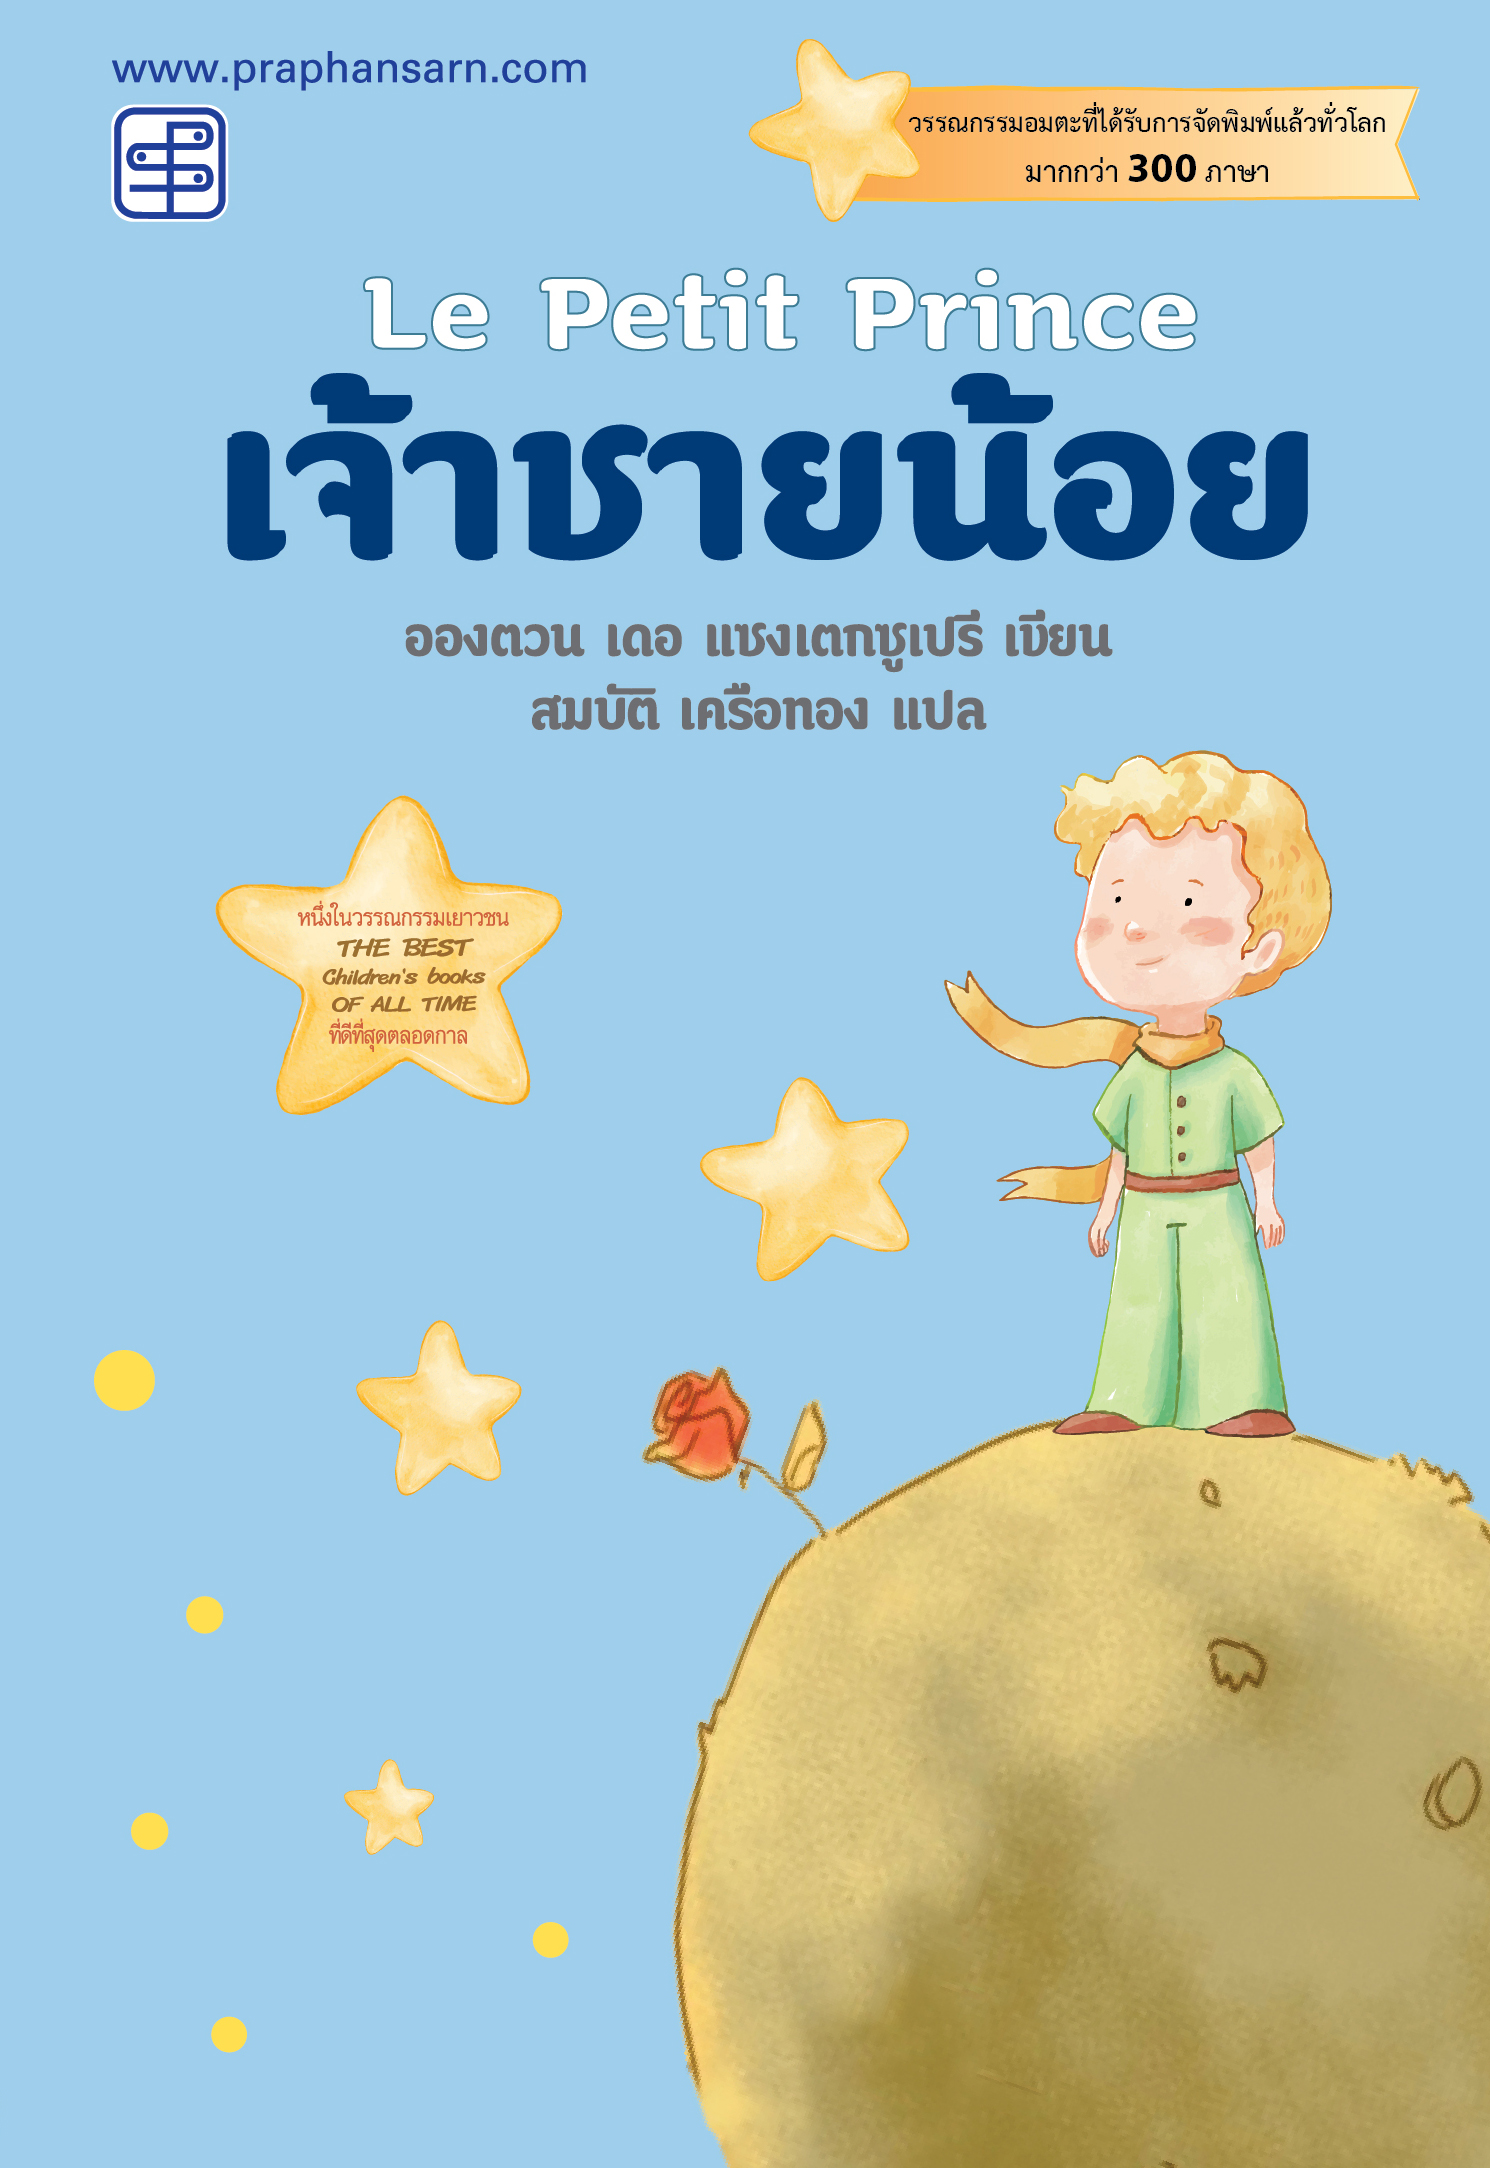 www.praphansarn.com
วรรณกรรมอมตะที่ได้รับการจัดพิมพ์แล้วทั่วโลก
มากกว่า 300 ภาษา
Le Petit Prince
เจ้าชายน้อย
อองตวน เดอ แซงเตกซูเปรี เขียน
สมบัติ เครือทอง แปล
หนึ่งในวรรณกรรมเยาวชน
THE BEST
Children's books
OF ALL TIME
ที่ดีที่สุดตลอดกาล